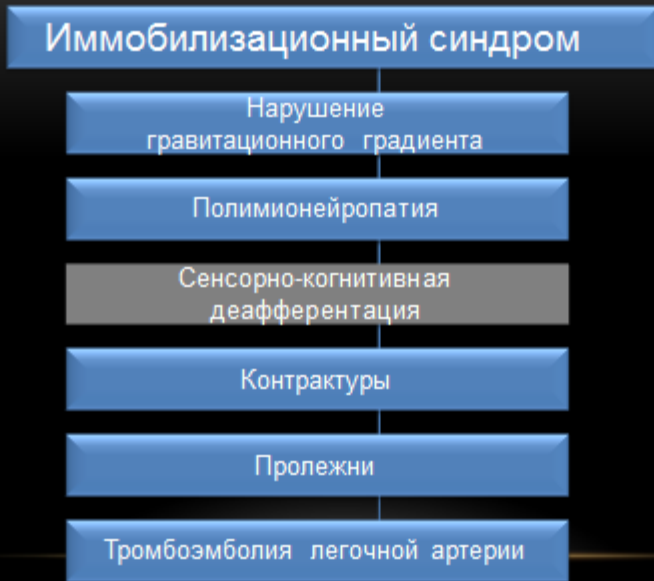 Иммобилизационный синдром
Нарушение
гравитационного градиента
Полимионейропатия
Сенсорно-когнитивная
деафферентация
Контрактуры
Пролежни
Тромбоэмболия легочной артерии